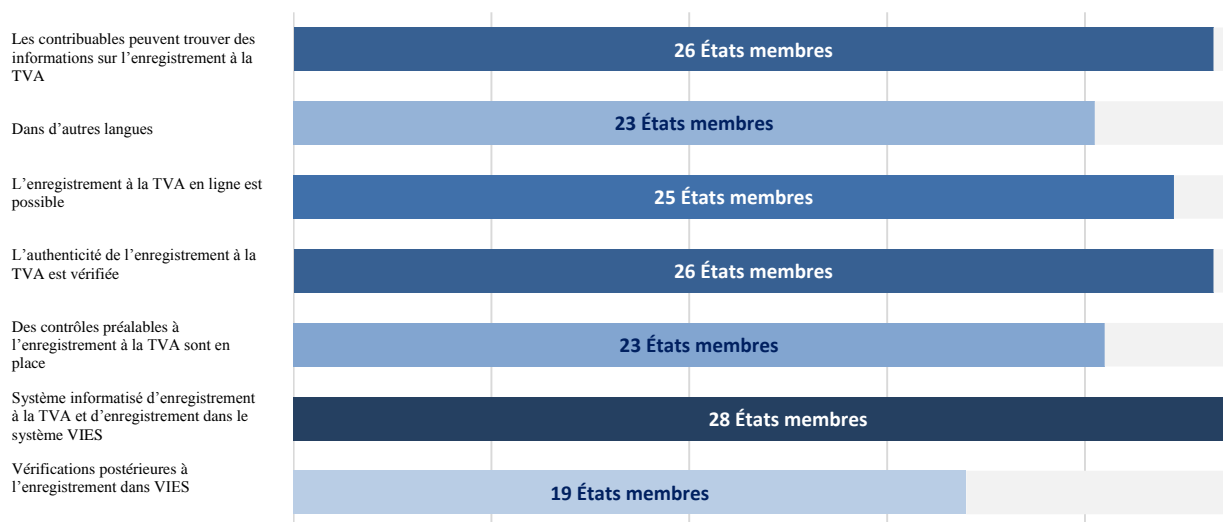 Les contribuables peuvent trouver des
informations sur l’enregistrement à la
TVA
26 États membres
Dans d’autres langues
23 États membres
L’enregistrement à la TVA en ligne est
possible
25 États membres
L’authenticité de l’enregistrement à la
TVA est vérifiée
26 États membres
Des contrôles préalables à
l’enregistrement à la TVA sont en
place
23 États membres
Système informatisé d’enregistrement
à la TVA et d’enregistrement dans le
système VIES
28 États membres
Vérifications postérieures à
l’enregistrement dans VIES
19 États membres